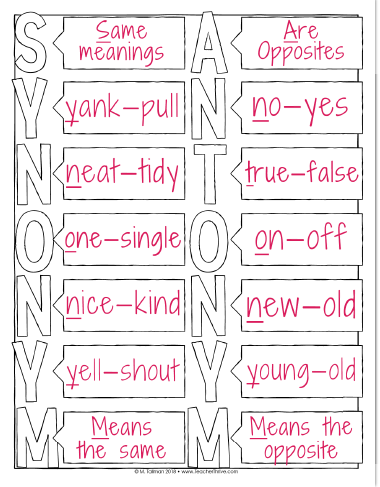 S Same meanings A Are Opposites
Y yank–pull N no–yes
N neat–tidy T true–false
O one–single O on–off
N nice–kind N new–old
Y yell–shout Y young–old
M Means the same M Means the opposite
© M. Tallman 2018 • www.teacherthrive.com